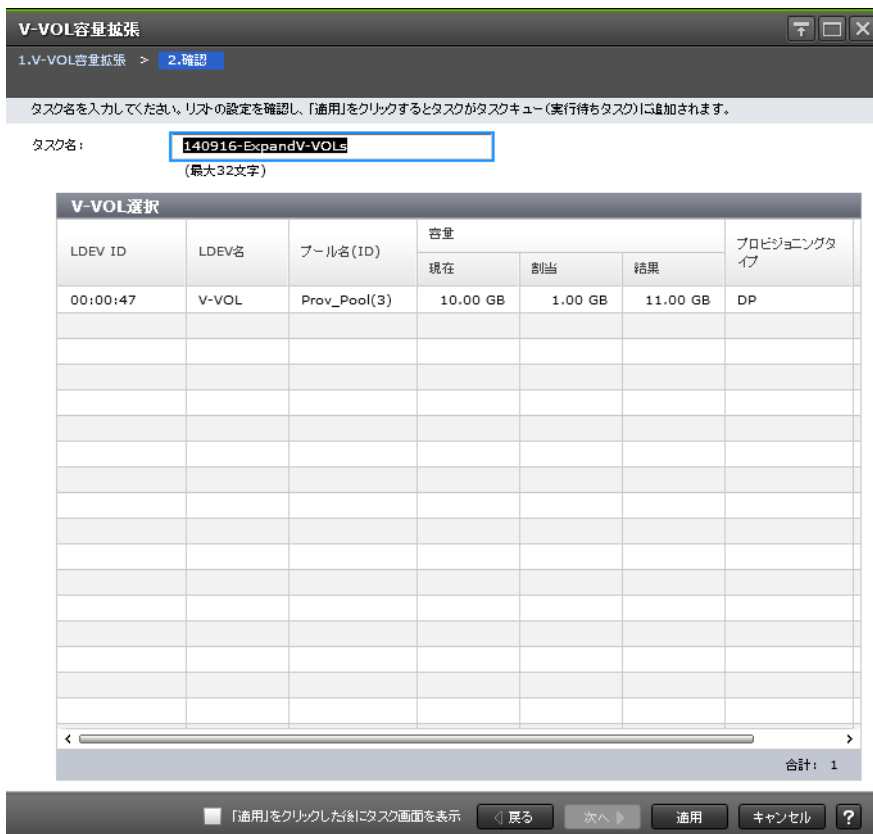 V-VOL容量拡張
1.V-VOL容量拡張 > 2.確認
タスク名を入力してください。リストの設定を確認し、「適用」をクリックするとタスクがタスクキュー(実行待ちタスク)に追加されます。
タスク名: 140916-ExpandV-VOLs
(最大32文字)
V-VOL選択
LDEV ID LDEV名 プール名(ID) 容量 プロビジョニングタ
イプ
現在 割当 結果
00:00:47 V-VOL Prov_Pool(3) 10.00 GB 1.00 GB 11.00 GB DP
合計: 1
「適用」をクリックした後にタスク画面を表示 戻る 次へ 適用 キャンセル ?